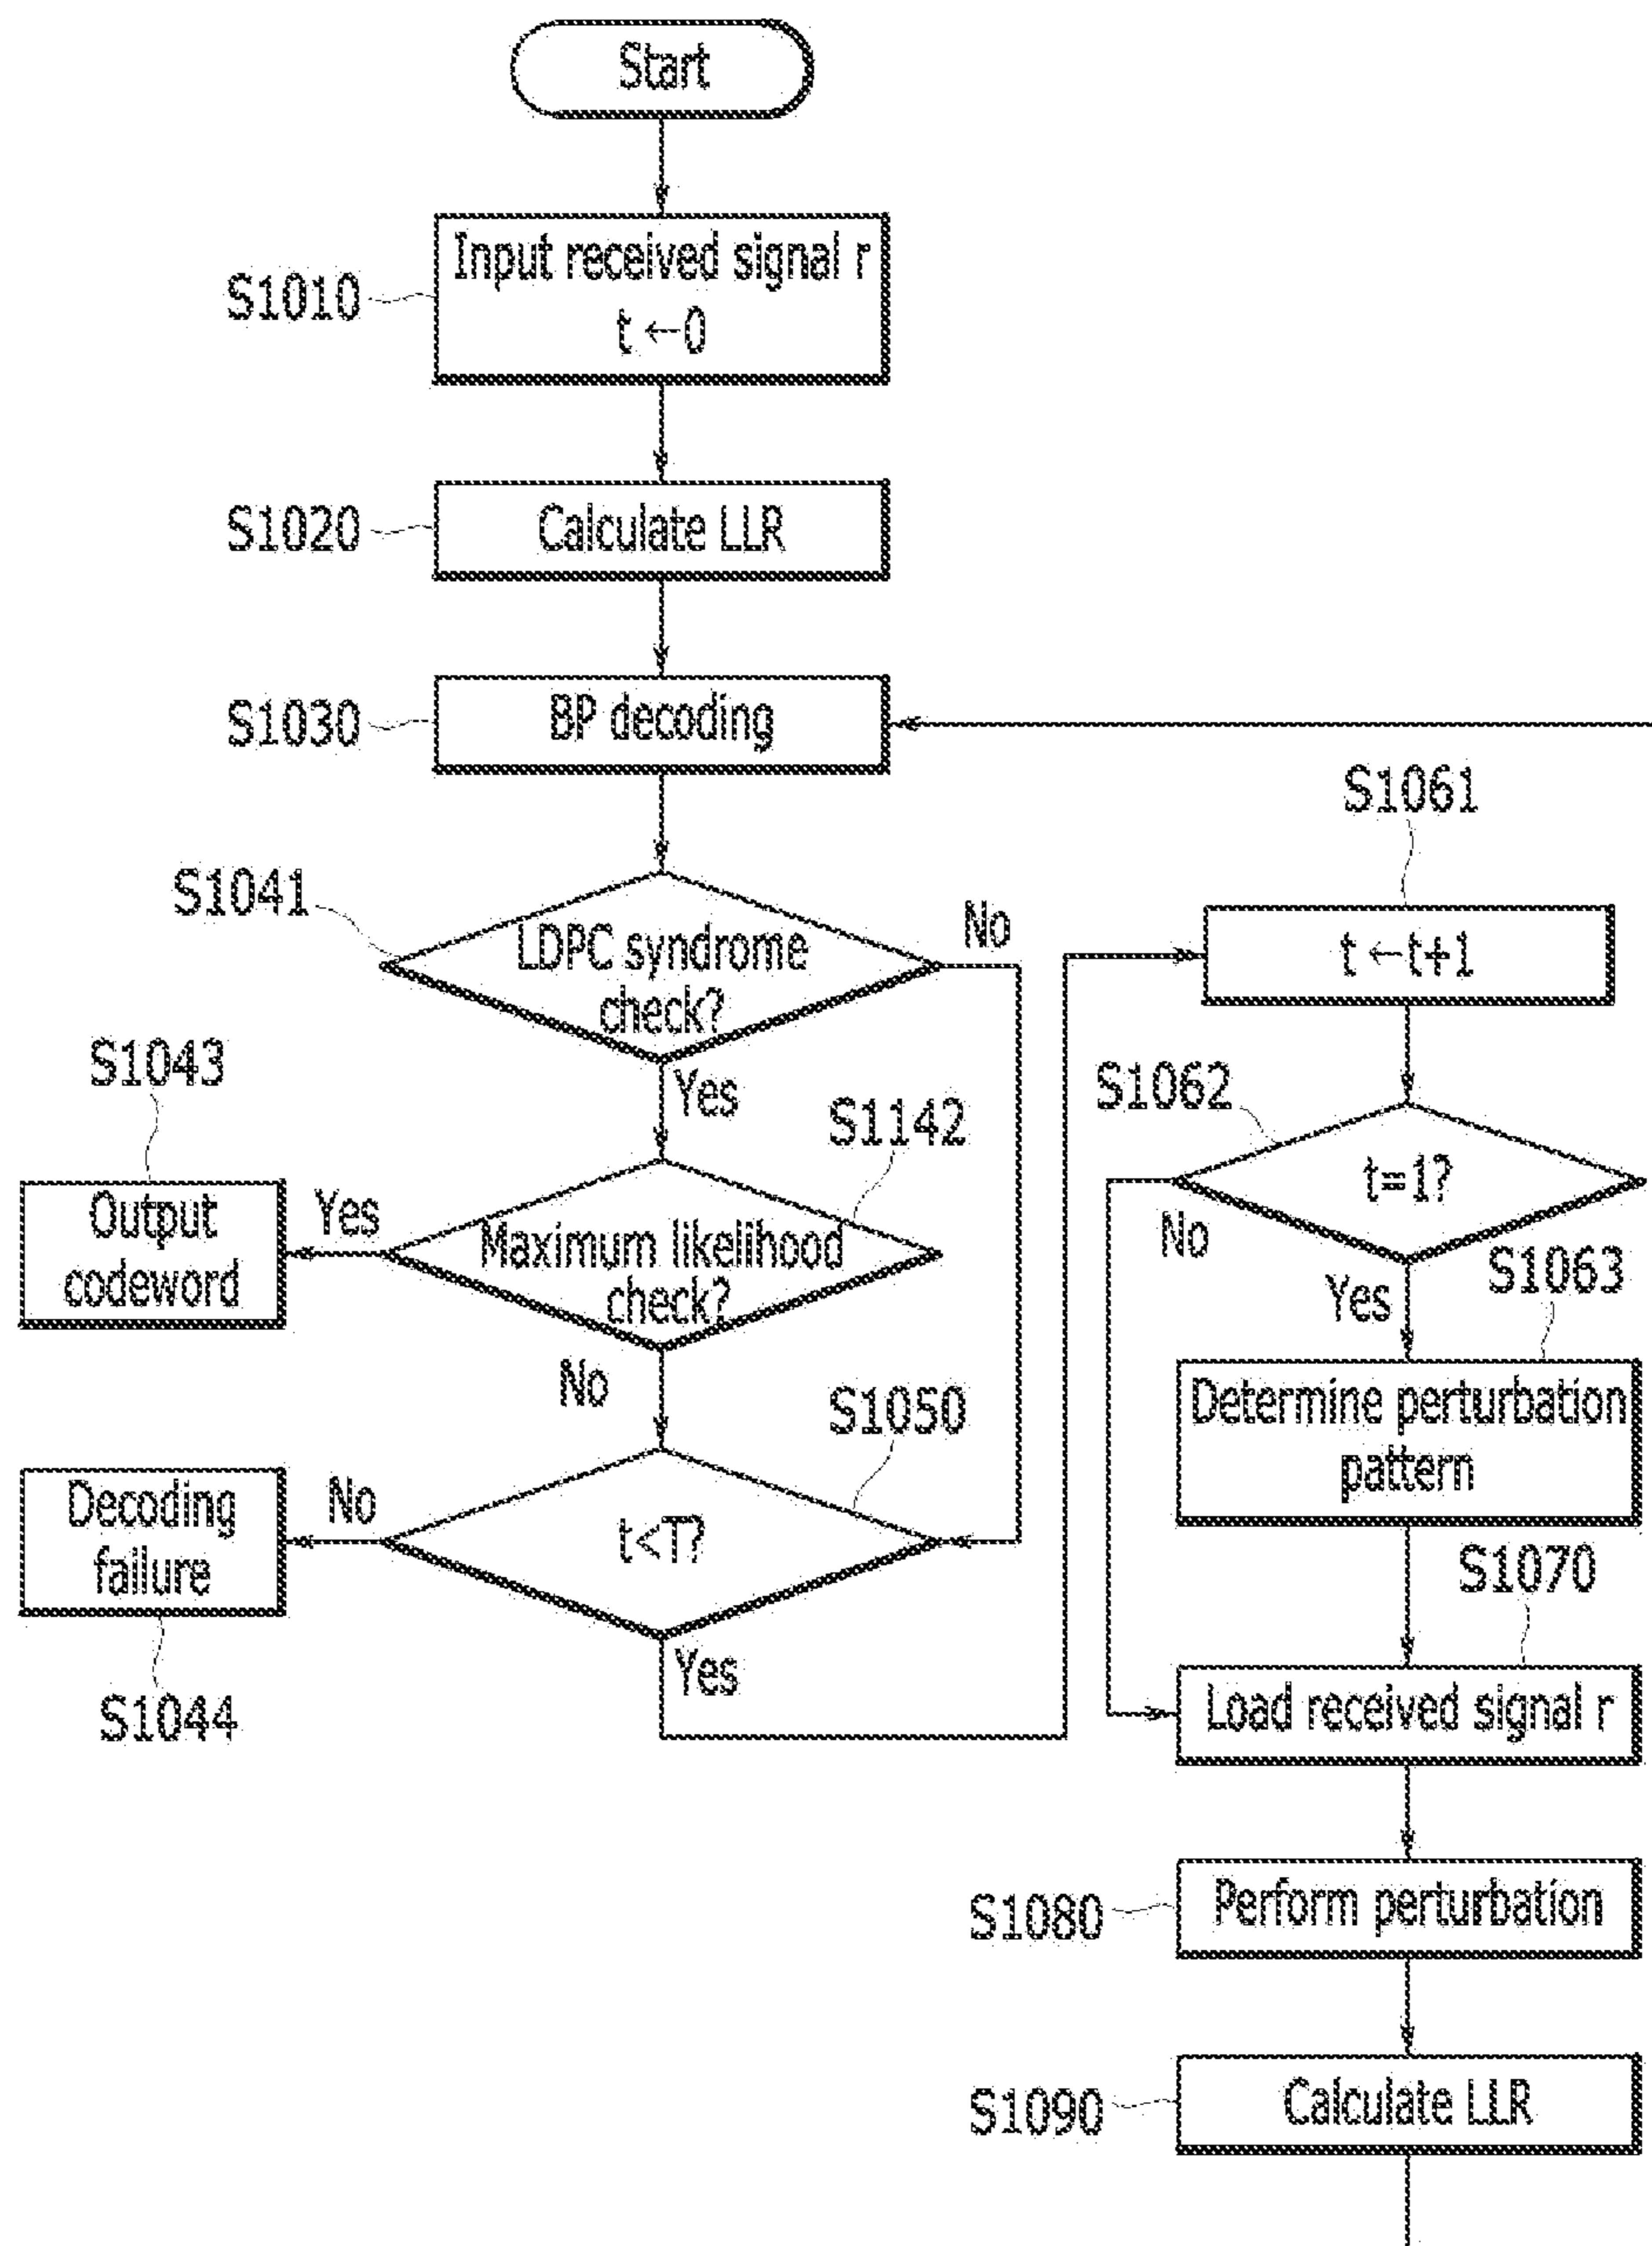 Start
S1010
Input received signal r
t ←0
S1020
Calculate LLR
S1030
BP decoding
S1041
LDPC syndrome
check?
No
Yes
S1142
Maximum likelihood
check?
Yes
S1043
Output
codeword
No
S1050
t<T?
No
Decoding
failure
S1044
Yes
S1061
t ←t+1
S1062
t=1?
No
Yes
S1063
Determine perturbation
pattern
S1070
Load received signal r
S1080
Perform perturbation
S1090
Calculate LLR